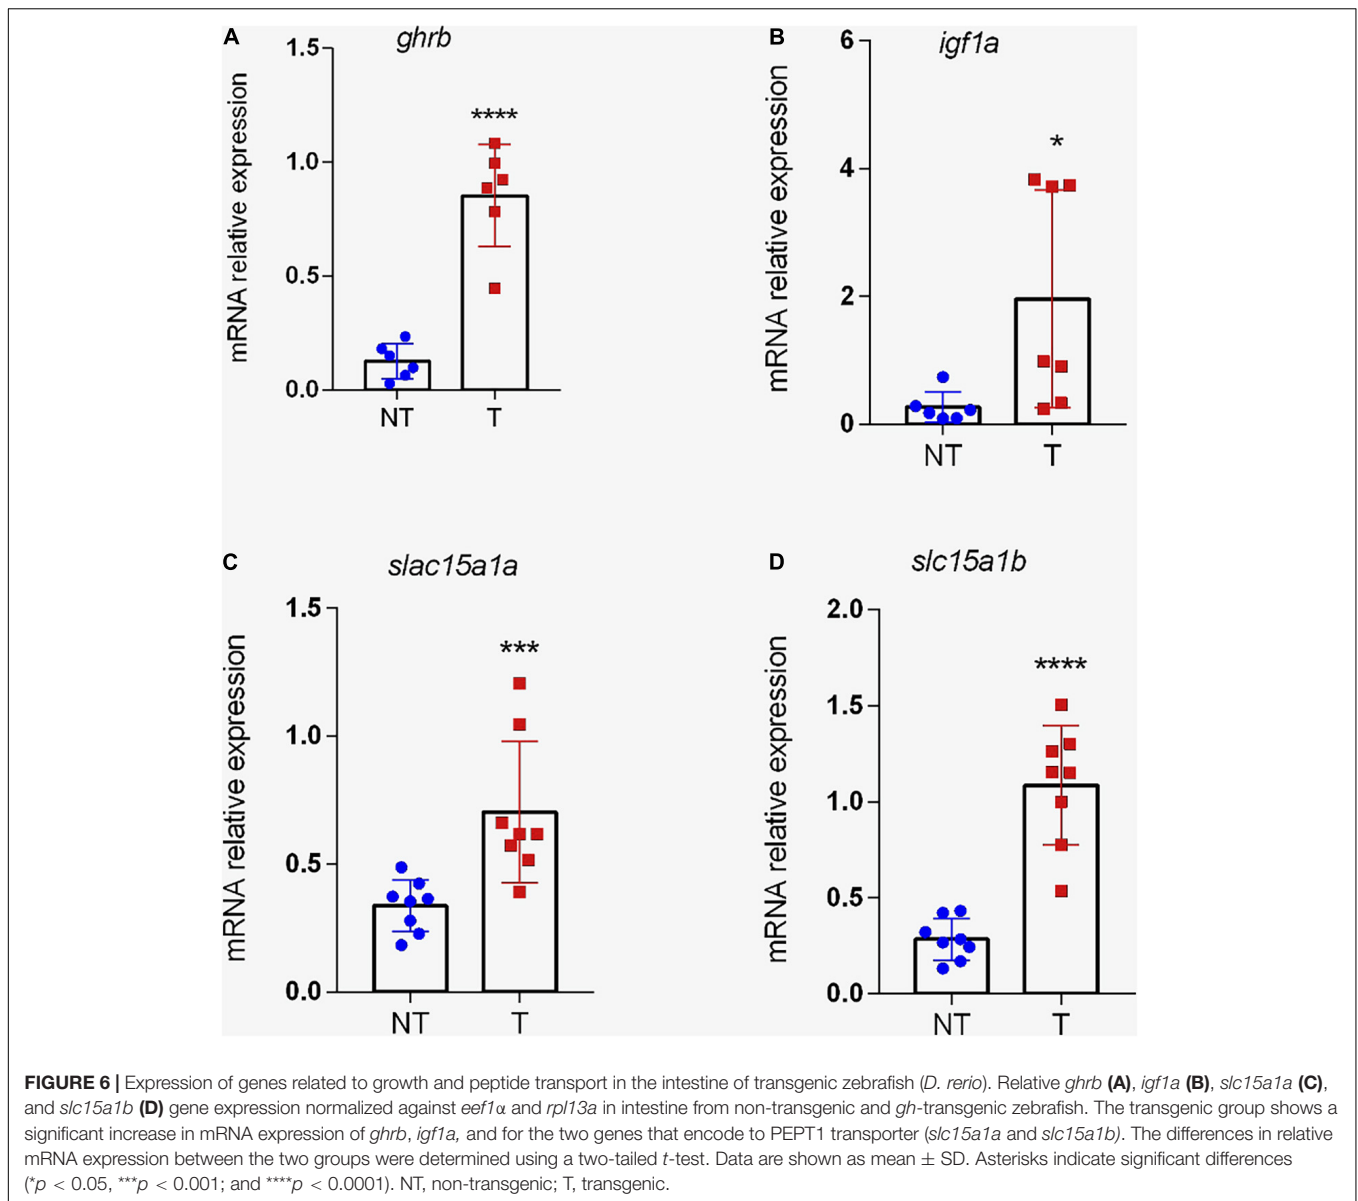 A
ghrb
mRNA relative expression
1.5
1.0
0.5
0.0
****
NT
T
B
igf1a
mRNA relative expression
6
4
2
0
*
NT
T
C
slac15a1a
mRNA relative expression
1.5
1.0
0.5
0.0
***
NT
T
D
slc15a1b
mRNA relative expression
2.0
1.5
1.0
0.5
0.0
****
NT
T
FIGURE 6 | Expression of genes related to growth and peptide transport in the intestine of transgenic zebrafish (D. rerio). Relative ghrb (A), igf1a (B), slc15a1a (C),
and slc15a1b (D) gene expression normalized against eef1α and rpl13a in intestine from non-transgenic and gh-transgenic zebrafish. The transgenic group shows a
significant increase in mRNA expression of ghrb, igf1a, and for the two genes that encode to PEPT1 transporter (slc15a1a and slc15a1b). The differences in relative
mRNA expression between the two groups were determined using a two-tailed t-test. Data are shown as mean ± SD. Asterisks indicate significant differences
(*p < 0.05, ***p < 0.001; and ****p < 0.0001). NT, non-transgenic; T, transgenic.